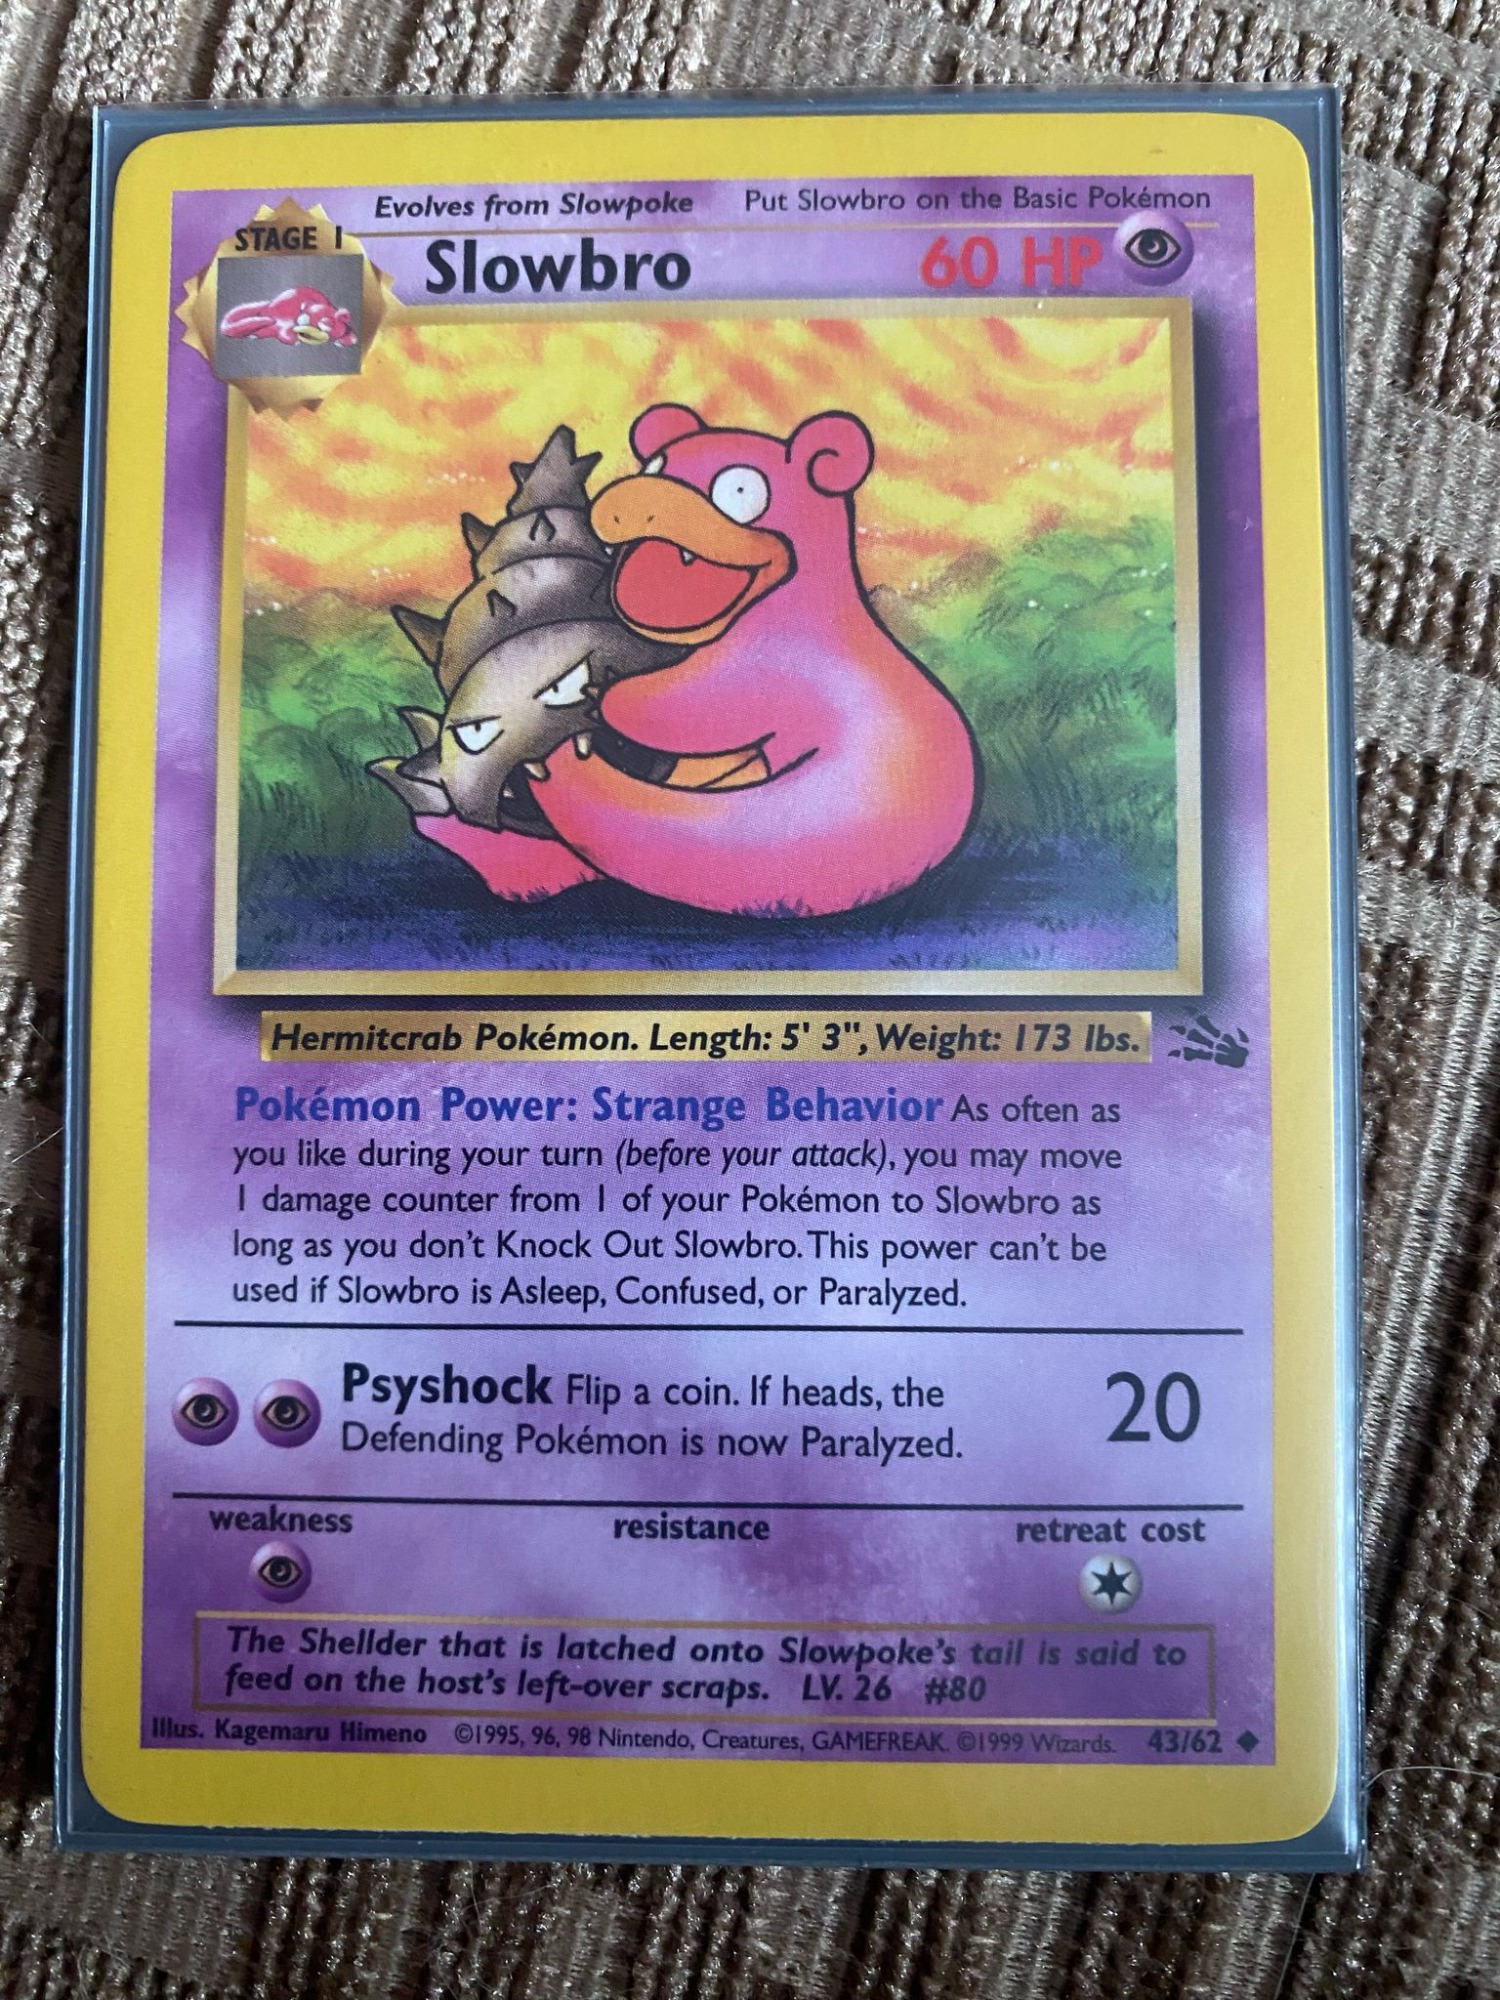 Evolves from Slowpoke Put Slowbro on the Basic Pokémon
STAGE 1
Slowbro 60 HP
Hermitcrab Pokémon. Length: 5' 3", Weight: 173 lbs.
Pokémon Power: Strange Behavior As often as
you like during your turn (before your attack), you may move
1 damage counter from 1 of your Pokémon to Slowbro as
long as you don't Knock Out Slowbro. This power can't be
used if Slowbro is Asleep, Confused, or Paralyzed.
Psyshock Flip a coin. If heads, the
Defending Pokémon is now Paralyzed.
20
weakness resistance retreat cost
The Shellder that is latched onto Slowpoke's tail is said to
feed on the host's left-over scraps. LV. 26 #80
Illus. Kagemaru Himeno ©1995, 96, 98 Nintendo, Creatures, GAMEFREAK. ©1999 Wizards. 43/62